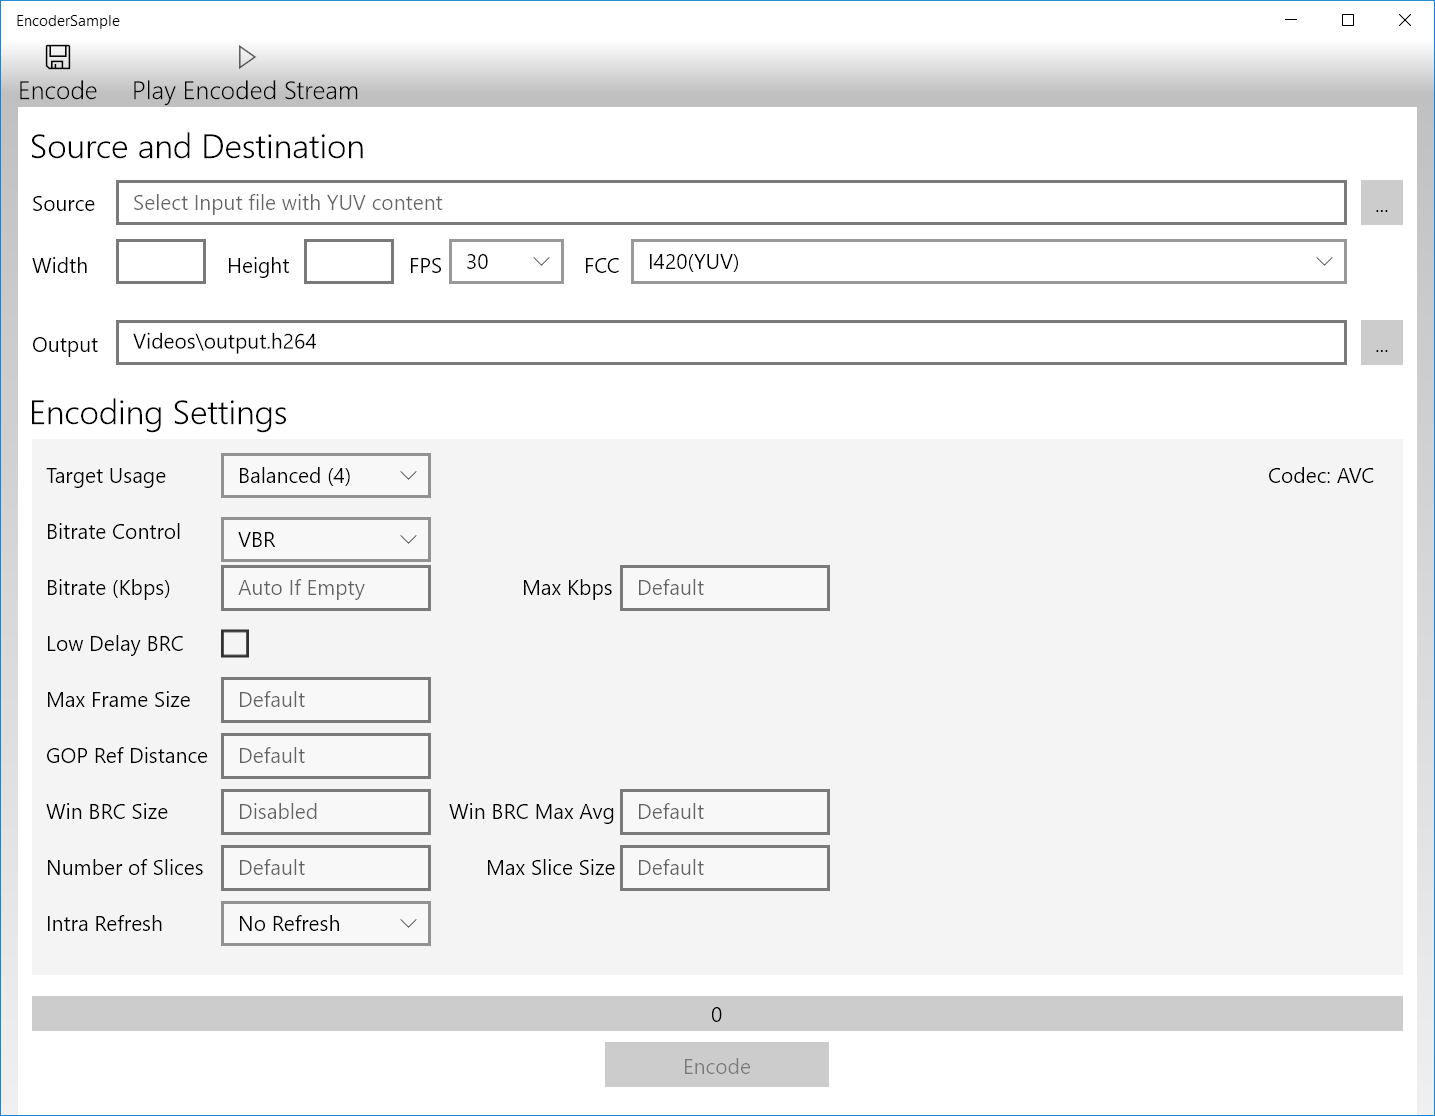 EncoderSample
Encode Play Encoded Stream
Source and Destination
Source Select Input file with YUV content ...
Width Height FPS 30 FCC I420(YUV)
Output Videos\output.h264 ...
Encoding Settings
Target Usage Balanced (4) Codec: AVC
Bitrate Control VBR
Bitrate (Kbps) Auto If Empty Max Kbps Default
Low Delay BRC
Max Frame Size Default
GOP Ref Distance Default
Win BRC Size Disabled Win BRC Max Avg Default
Number of Slices Default Max Slice Size Default
Intra Refresh No Refresh
0
Encode